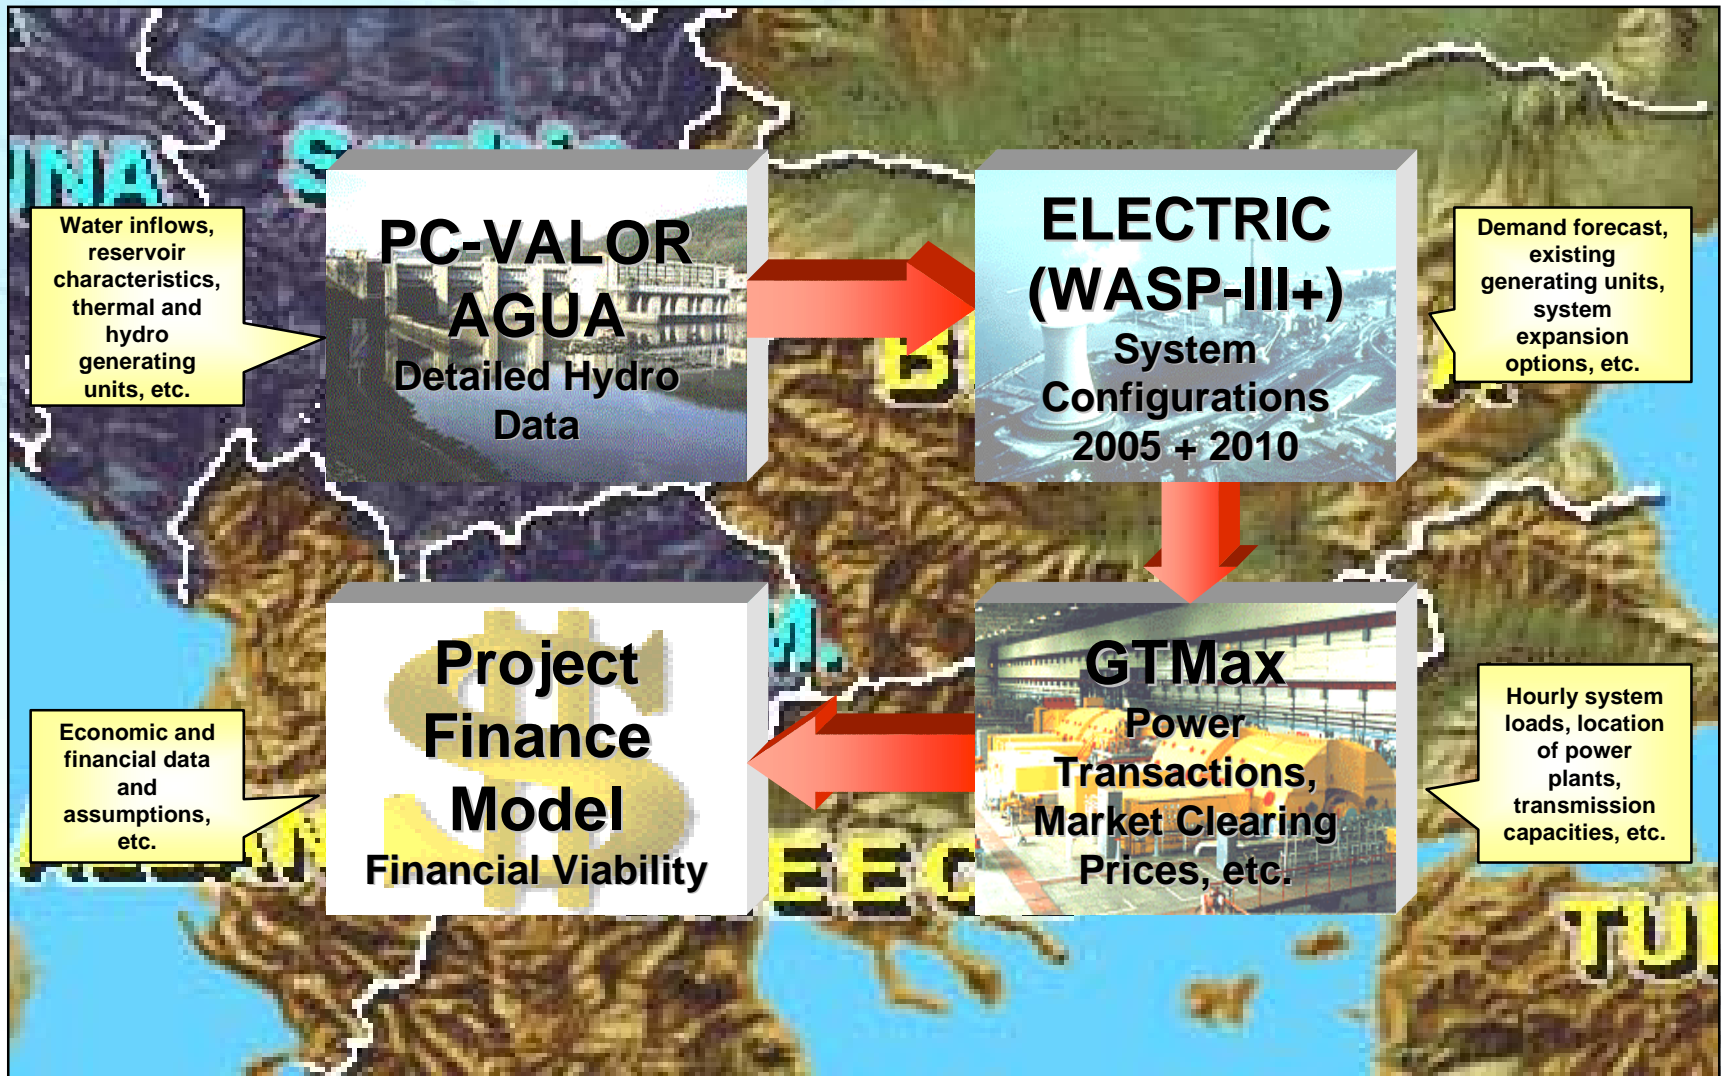 Water inflows,
reservoir
characteristics,
thermal and
hydro
generating
units, etc.
PC-VALOR
AGUA
Detailed Hydro
Data
ELECTRIC
(WASP-III+)
System
Configurations
2005 + 2010
Demand forecast,
existing
generating units,
system
expansion
options, etc.
Economic and
financial data
and
assumptions,
etc.
Project
Finance
Model
Financial Viability
GTMax
Power
Transactions,
Market Clearing
Prices, etc.
Hourly system
loads, location
of power
plants,
transmission
capacities, etc.
M.
TU